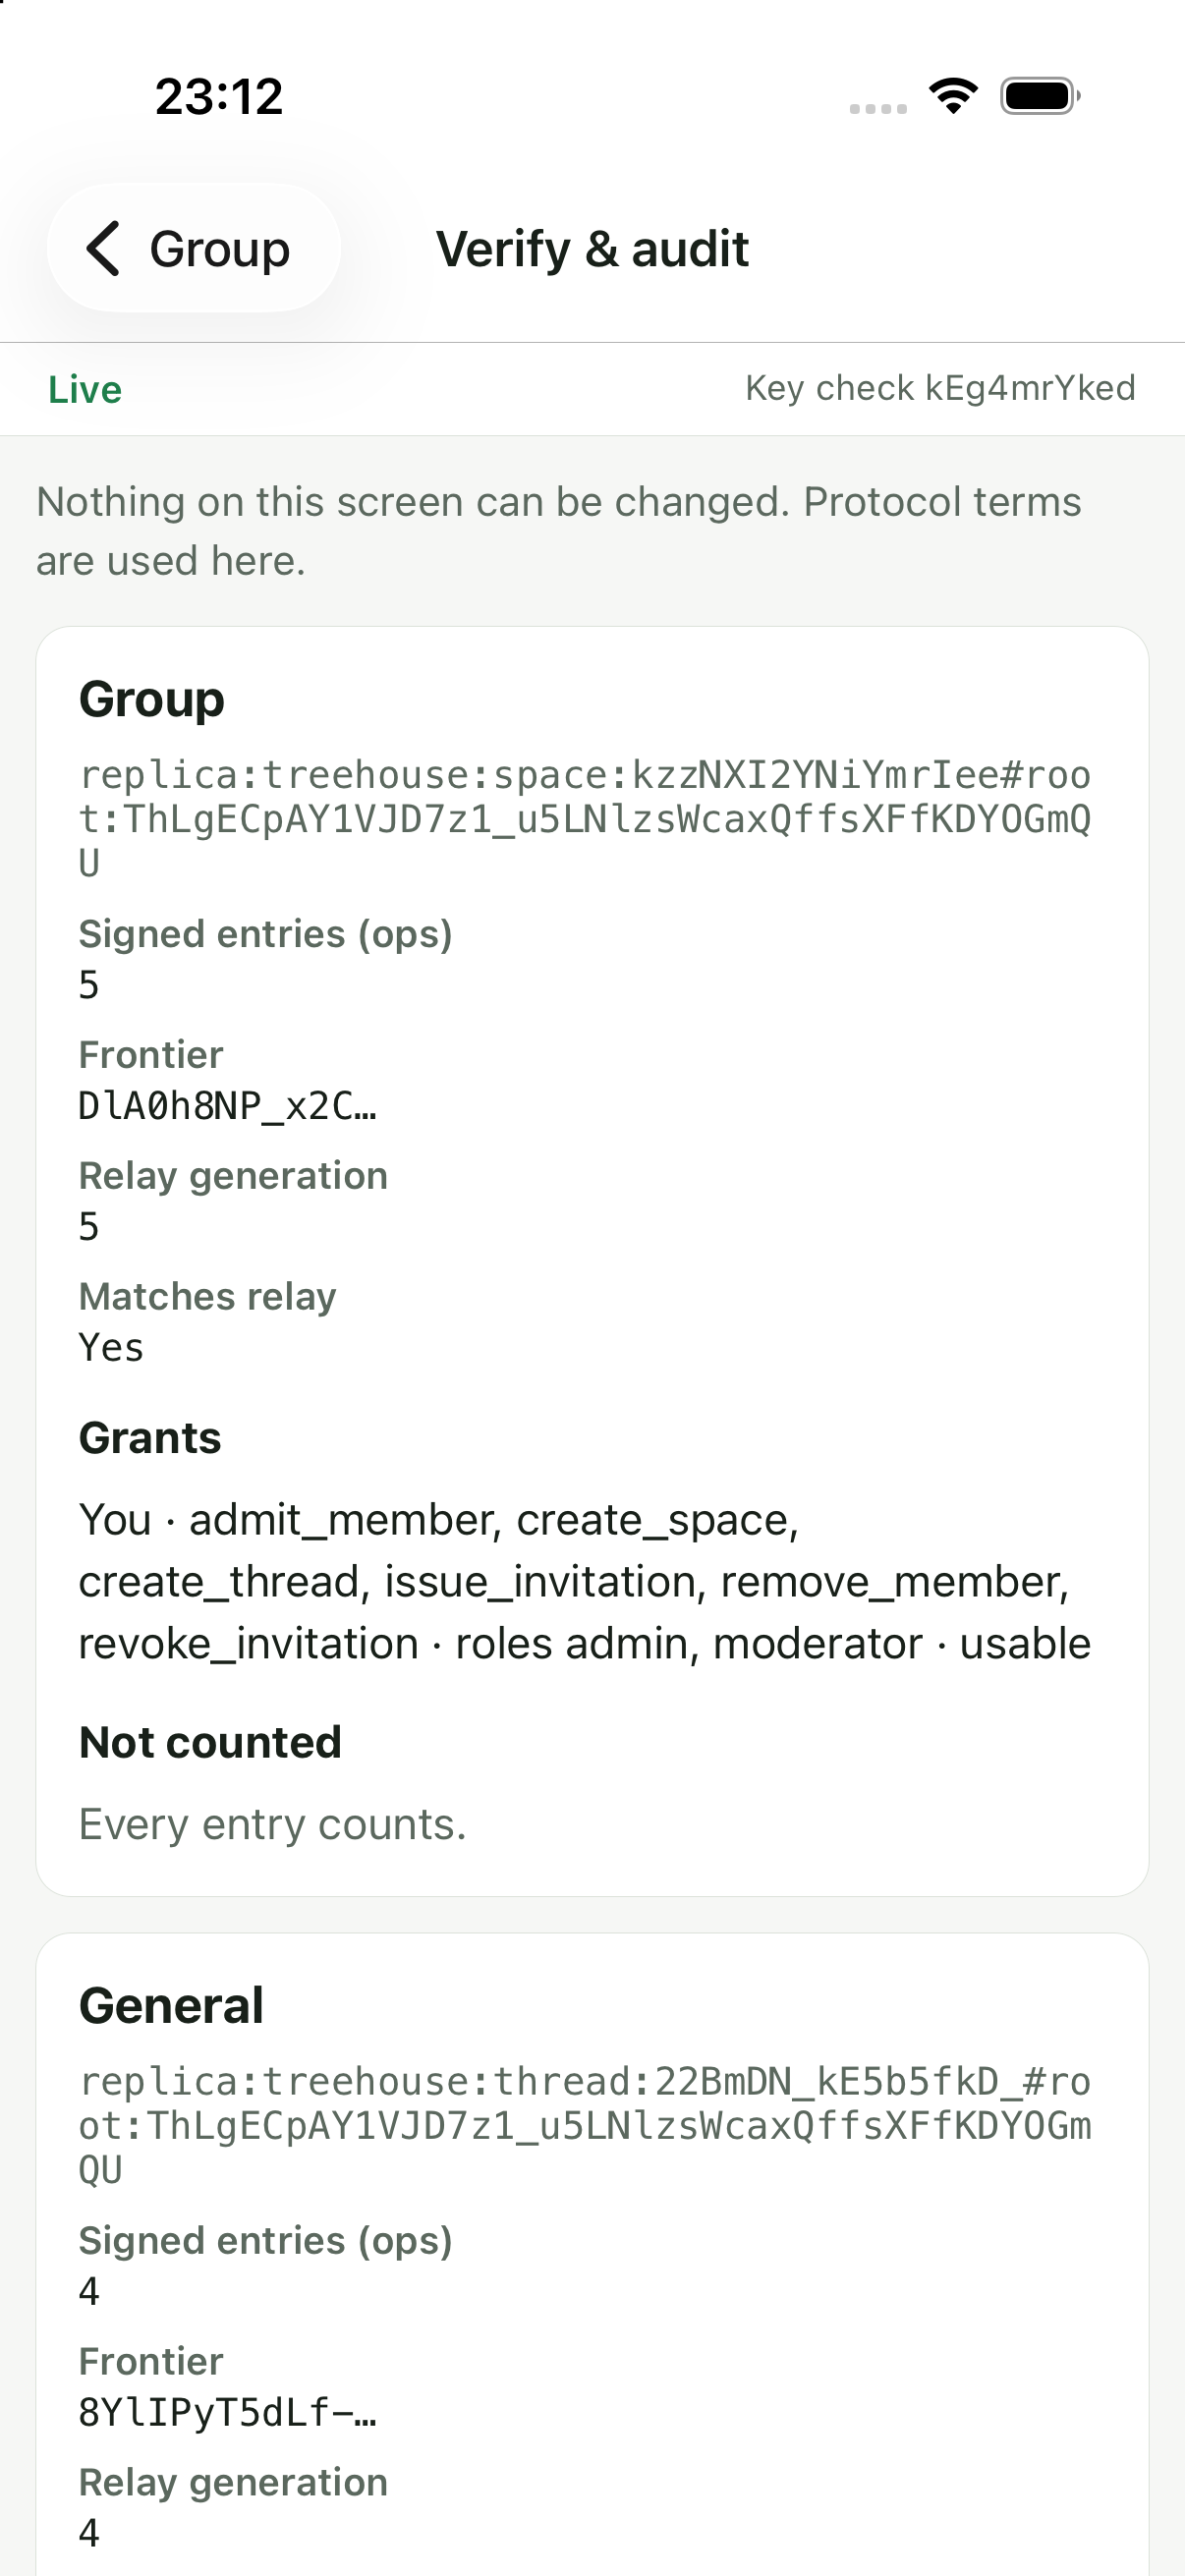 23:12
Group
Verify & audit
Live
Key check kEg4mrYked
Nothing on this screen can be changed. Protocol terms
are used here.
Group
replica:treehouse:space:kzzNXI2YNiYmrIee#roo
t:ThLgECpAY1VJD7z1_u5LNlzsWcaxQffsXFfKDYOGmQ
U
Signed entries (ops)
5
Frontier
DlA0h8NP_x2C…
Relay generation
5
Matches relay
Yes
Grants
You · admit_member, create_space,
create_thread, issue_invitation, remove_member,
revoke_invitation · roles admin, moderator · usable
Not counted
Every entry counts.
General
replica:treehouse:thread:22BmDN_kE5b5fkD_#ro
ot:ThLgECpAY1VJD7z1_u5LNlzsWcaxQffsXFfKDYOGm
QU
Signed entries (ops)
4
Frontier
8YlIPyT5dLf-…
Relay generation
4